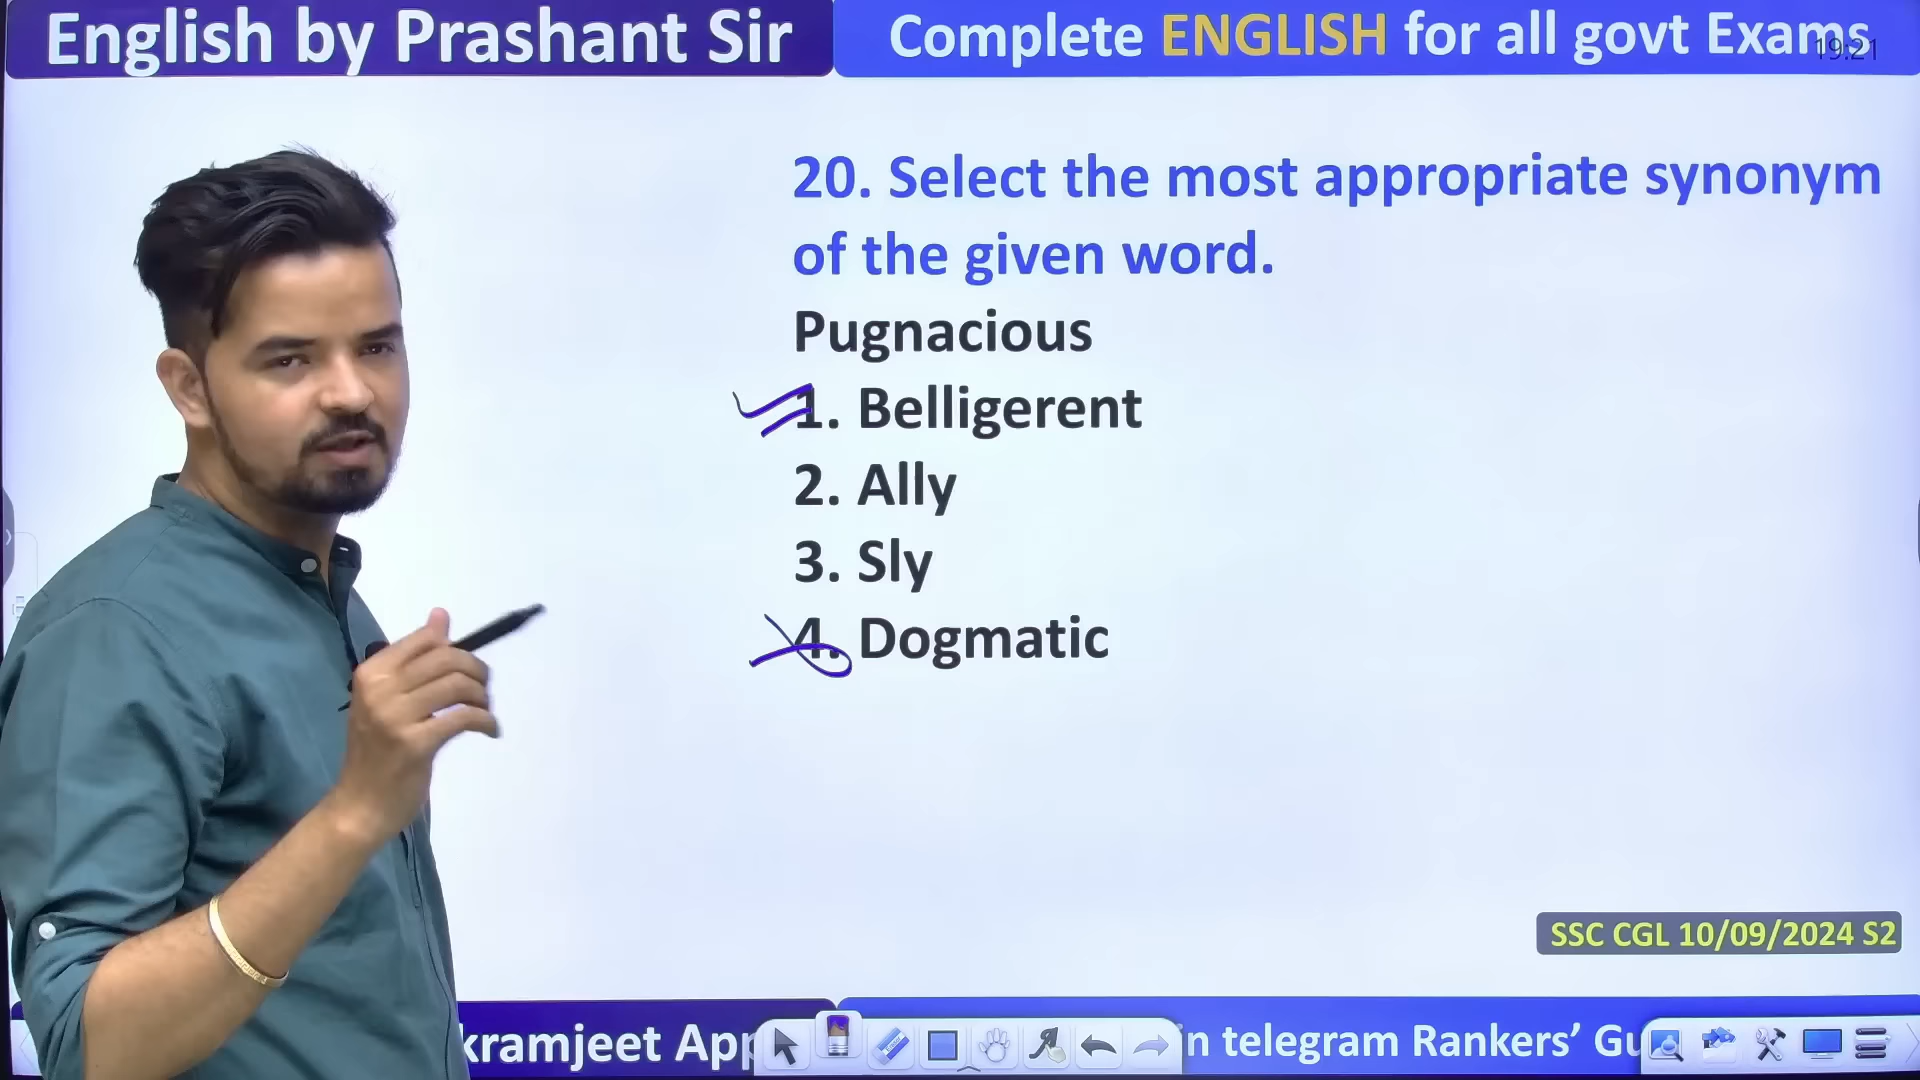 English by Prashant Sir
Complete ENGLISH for all govt Exams
19:21
20. Select the most appropriate synonym
of the given word.
Pugnacious
1. Belligerent
2. Ally
3. Sly
4. Dogmatic
SSC CGL 10/09/2024 S2
kramjeet App
in telegram Rankers’ Gu